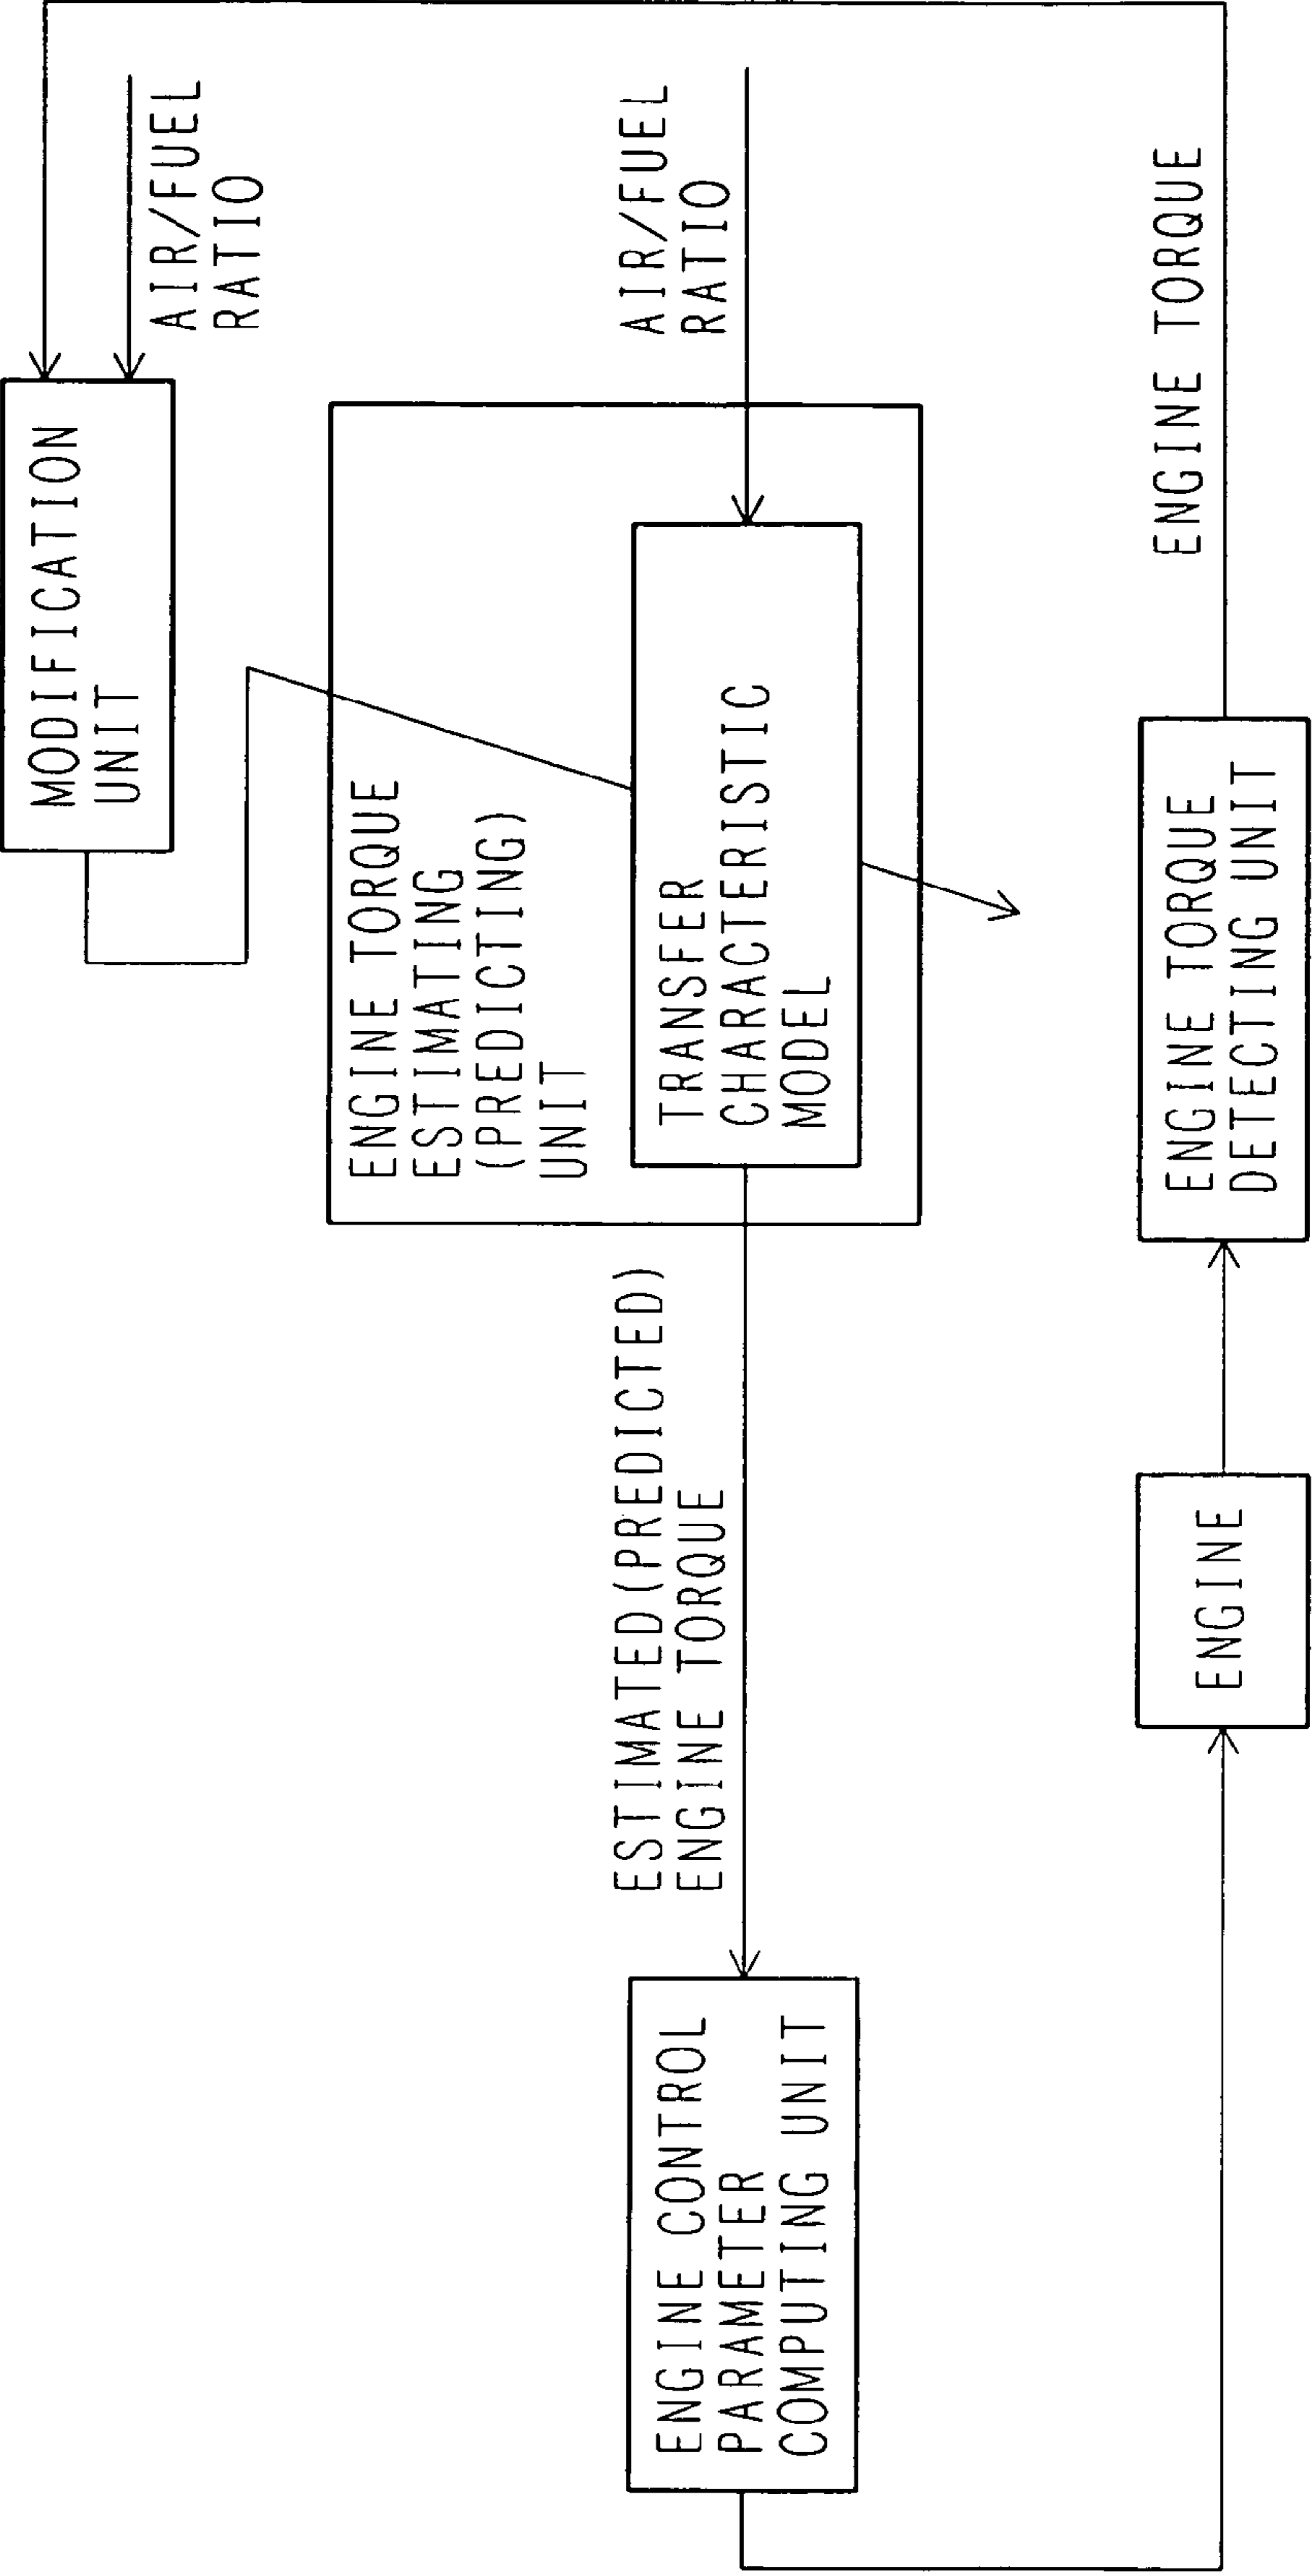 MODIFICATION
UNIT
AIR/FUEL
RATIO
ENGINE TORQUE
ESTIMATING
(PREDICTING)
UNIT
TRANSFER
CHARACTERISTIC
MODEL
AIR/FUEL
RATIO
ESTIMATED(PREDICTED)
ENGINE TORQUE
ENGINE CONTROL
PARAMETER
COMPUTING UNIT
ENGINE
ENGINE TORQUE
DETECTING UNIT
ENGINE TORQUE